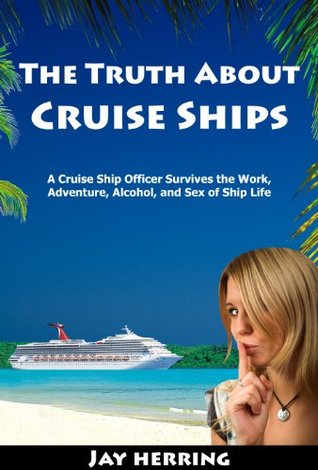 The Truth About
Cruise Ships
A Cruise Ship Officer Survives the Work,
Adventure, Alcohol, and Sex of Ship Life
Jay Herring